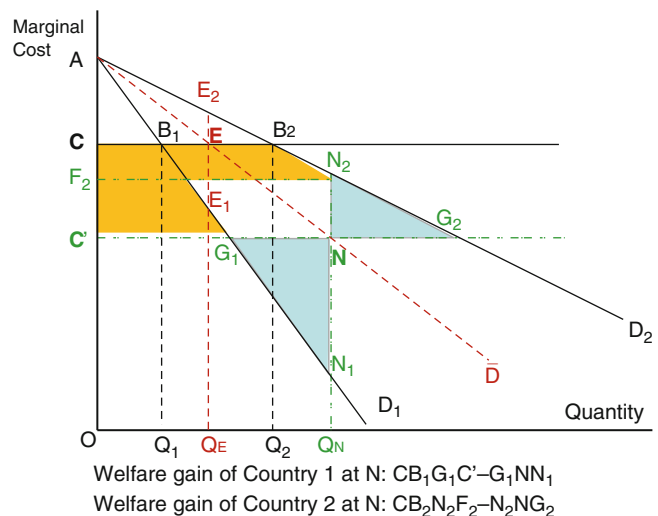 Marginal
Cost
A
E2
C
B1
E
B2
F2
N2
E1
G2
C'
G1
N
N1
D2
D̄
D1
Quantity
O
Q1
QE
Q2
QN
Welfare gain of Country 1 at N: CB1G1C'–G1NN1
Welfare gain of Country 2 at N: CB2N2F2–N2NG2